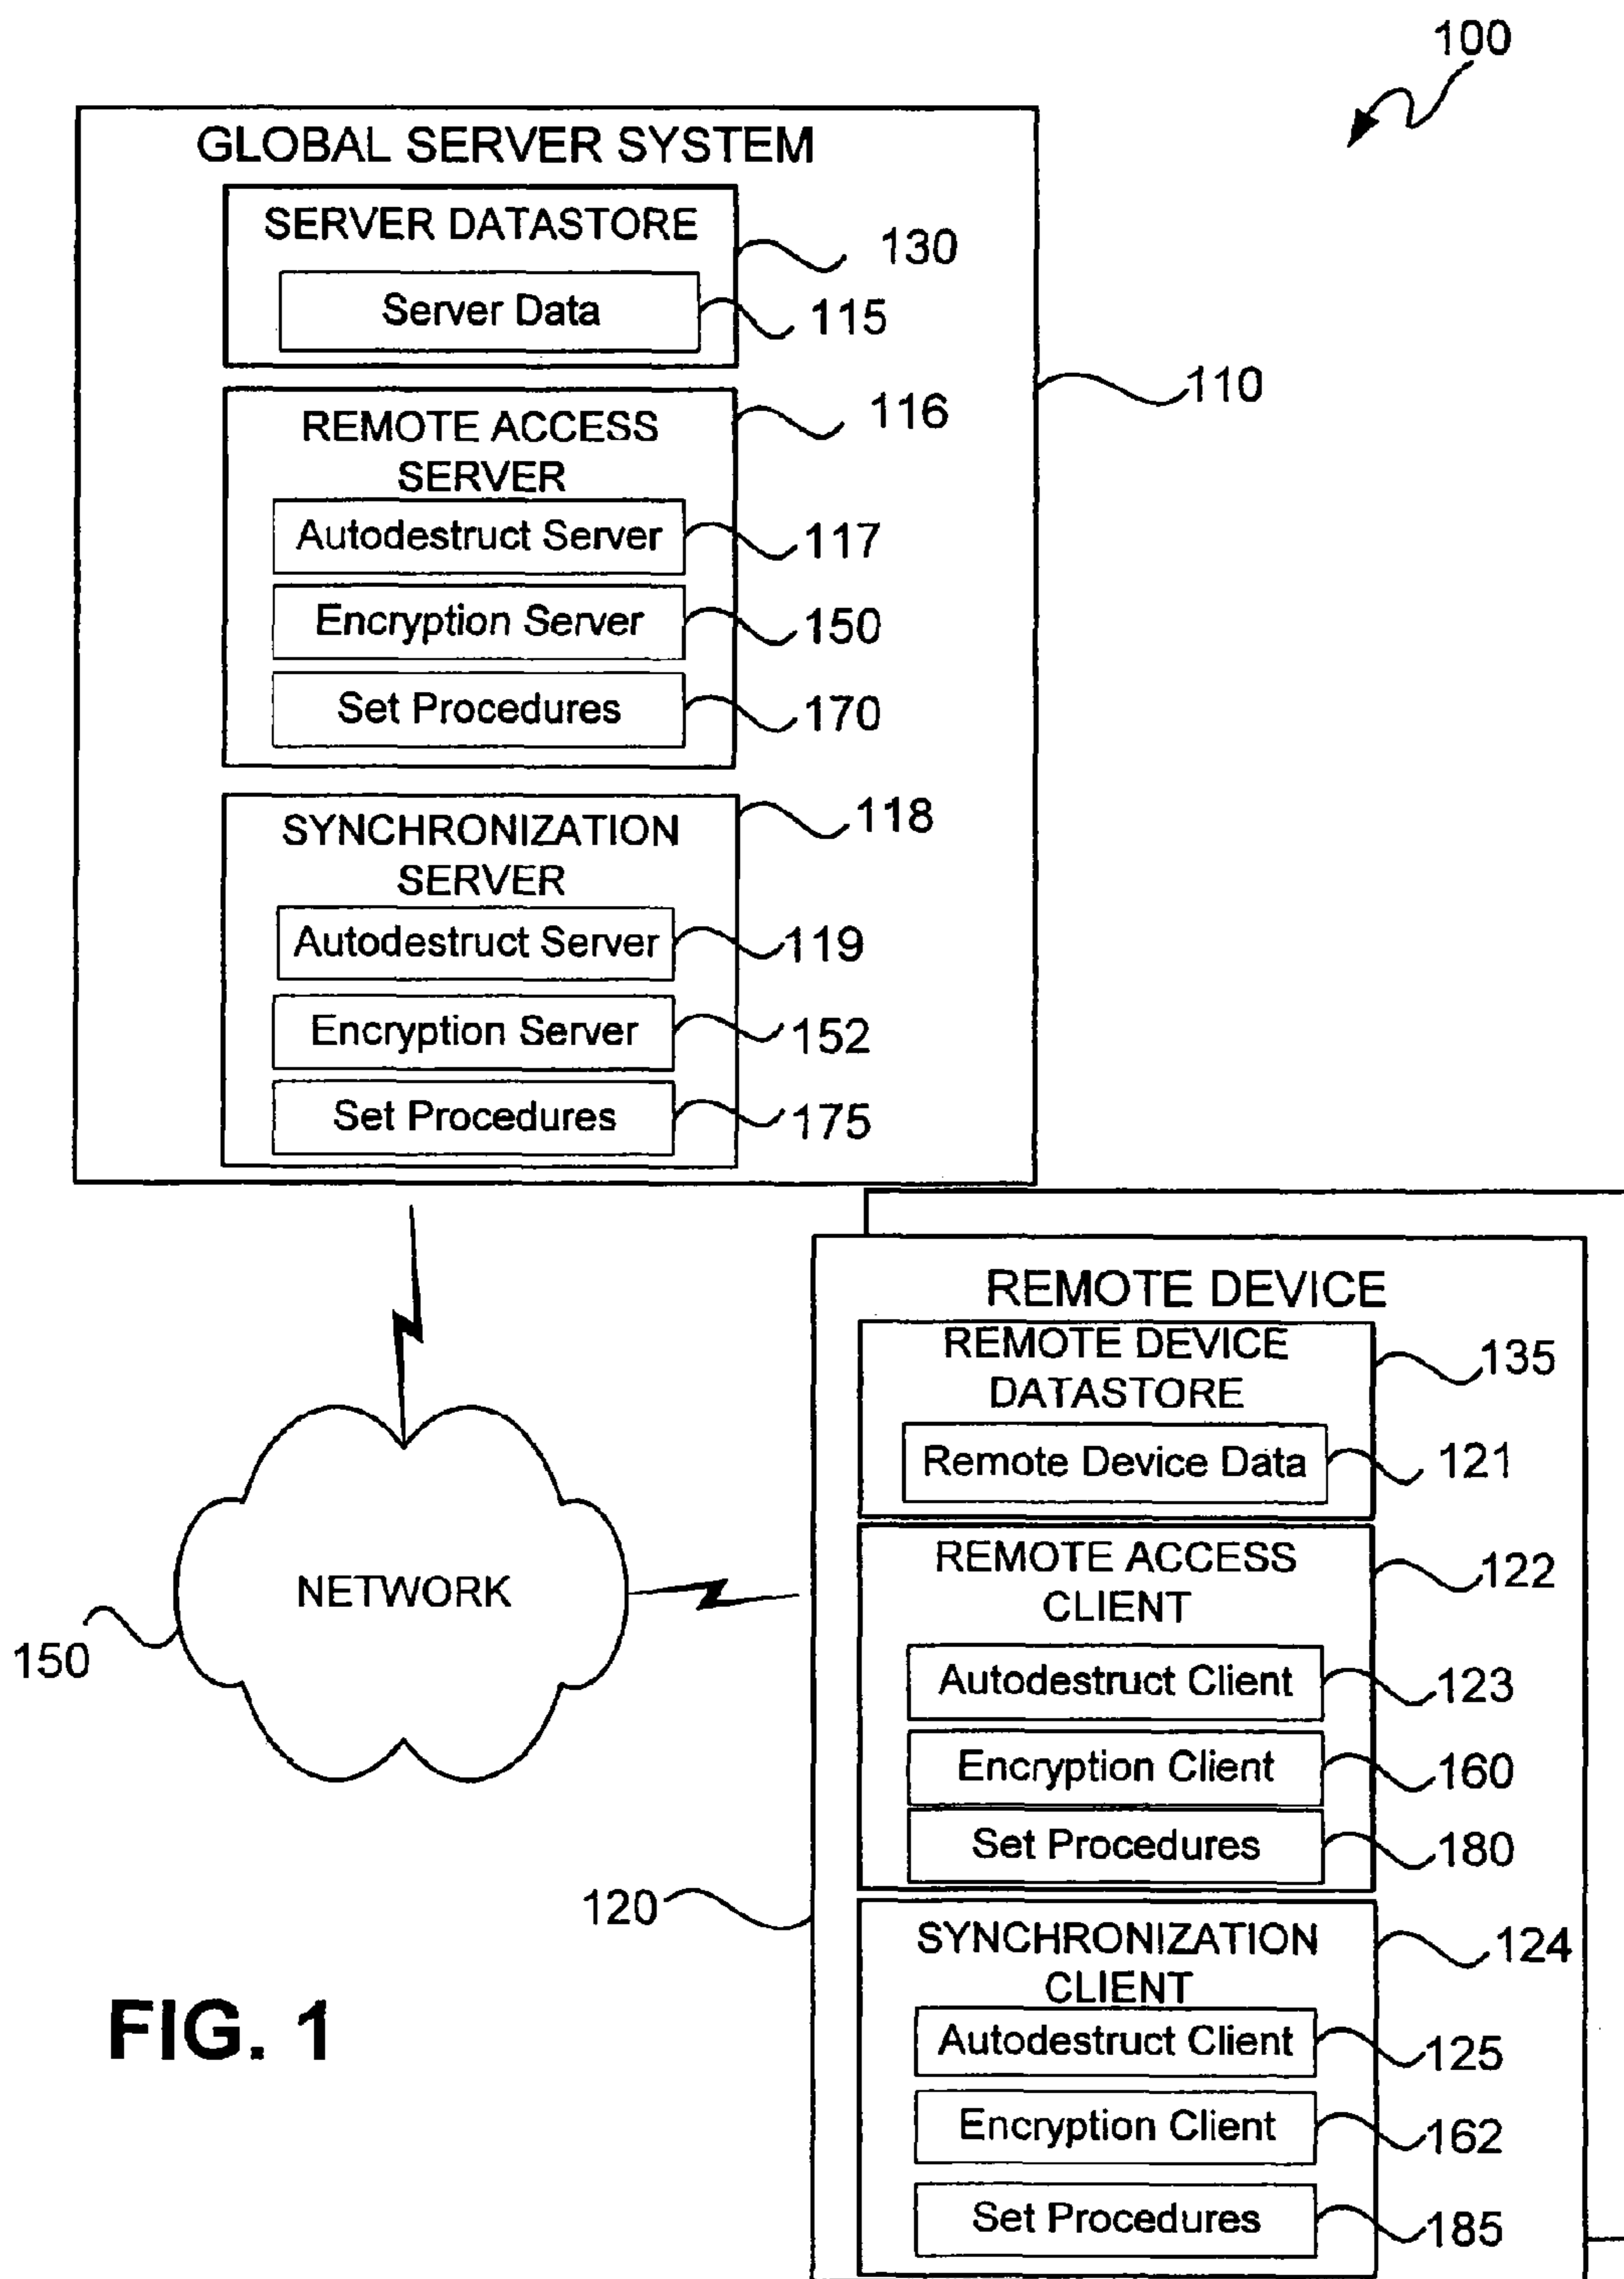 100
GLOBAL SERVER SYSTEM
SERVER DATASTORE
130
Server Data
115
110
REMOTE ACCESS
116
SERVER
Autodestruct Server
117
Encryption Server
150
Set Procedures
170
SYNCHRONIZATION
118
SERVER
Autodestruct Server
119
Encryption Server
152
Set Procedures
175
REMOTE DEVICE
REMOTE DEVICE
135
DATASTORE
Remote Device Data
121
REMOTE ACCESS
122
CLIENT
NETWORK
150
Autodestruct Client
123
Encryption Client
160
Set Procedures
180
120
SYNCHRONIZATION
124
CLIENT
Autodestruct Client
125
Encryption Client
162
Set Procedures
185
FIG. 1